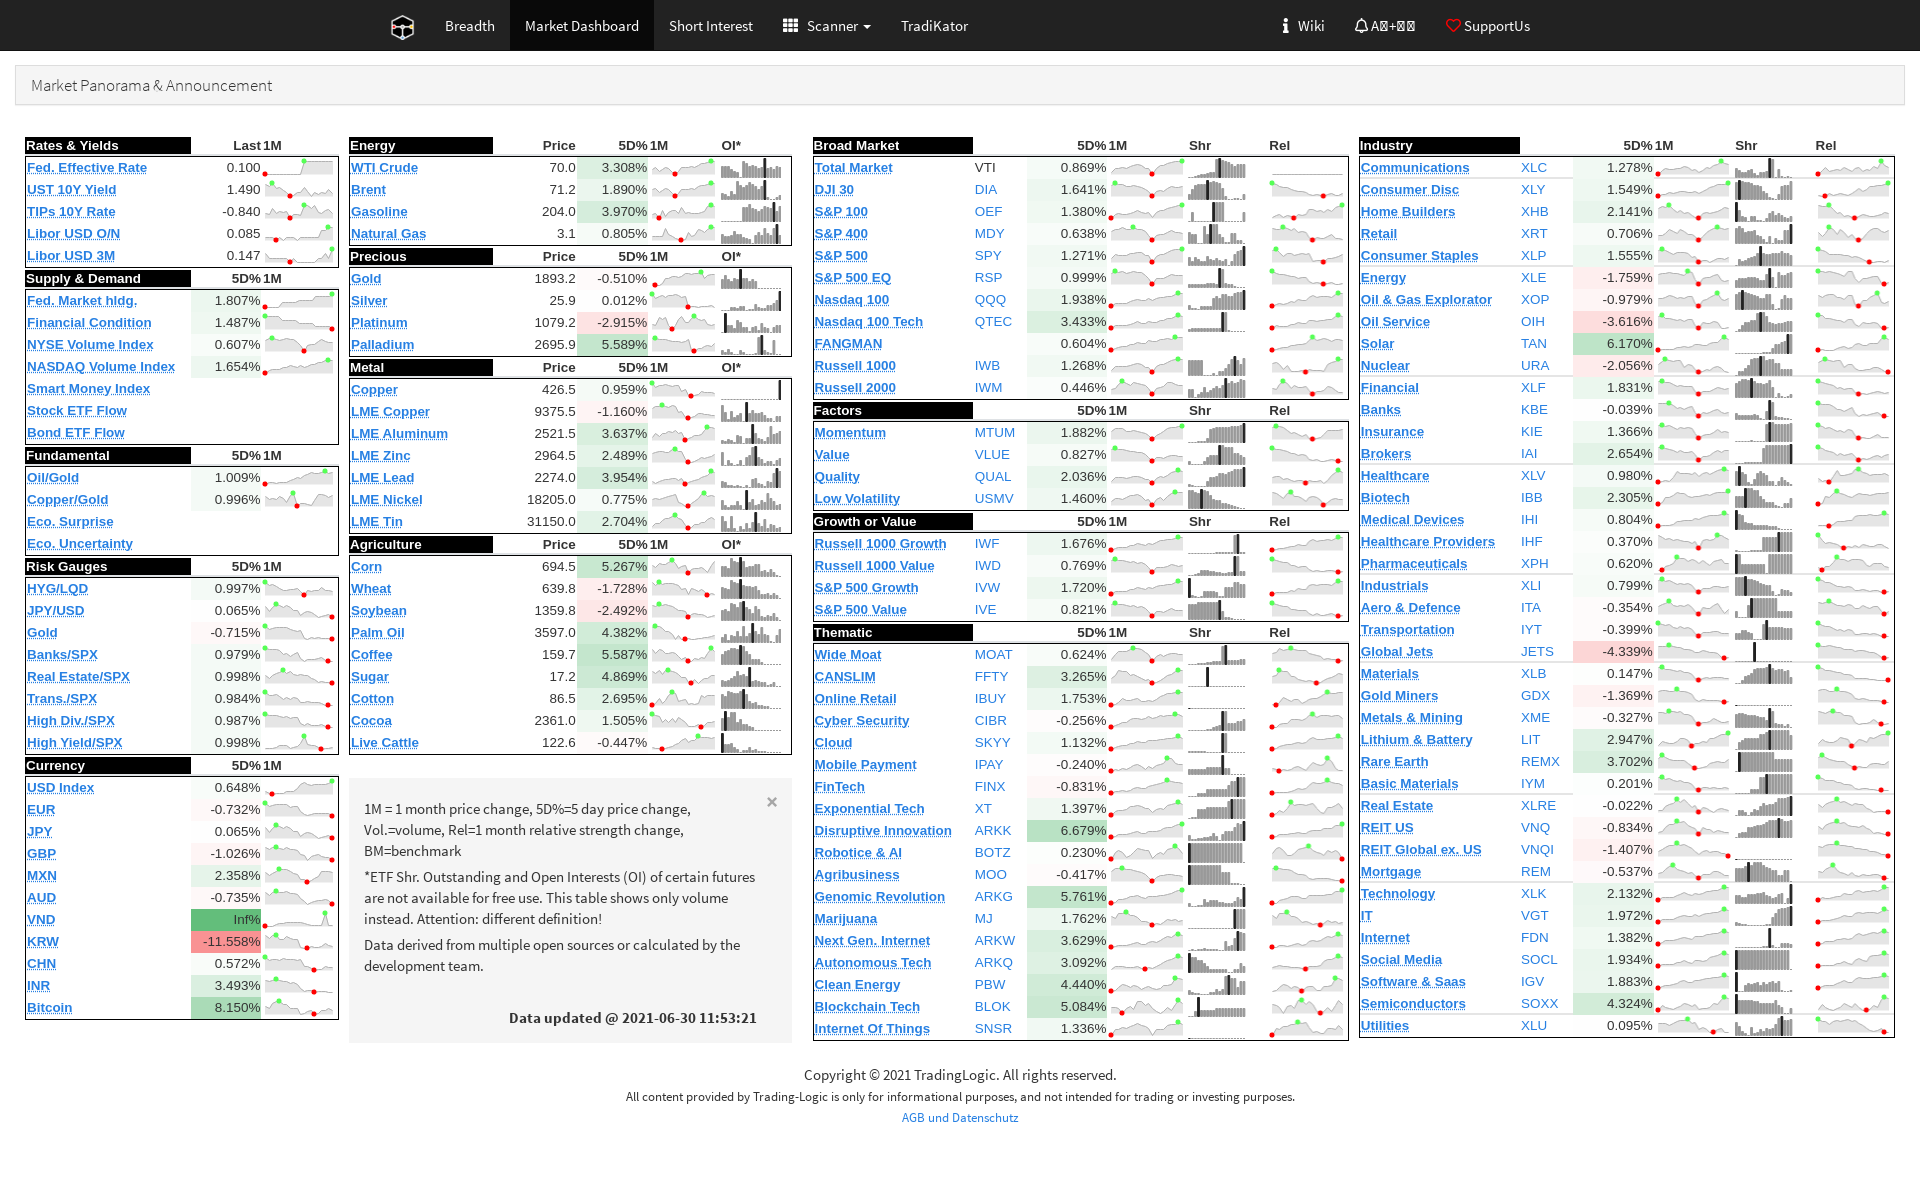 Breadth
Market Dashboard
Short Interest
Scanner
TradiKator
Wiki
SupportUs
Market Panorama & Announcement
Rates & Yields Last 1M
Fed. Effective Rate 0.100
UST 10Y Yield 1.490
TIPs 10Y Rate -0.840
Libor USD O/N 0.085
Libor USD 3M 0.147
Supply & Demand 5D% 1M
Fed. Market hldg. 1.807%
Financial Condition 1.487%
NYSE Volume Index 0.607%
NASDAQ Volume Index 1.654%
Smart Money Index
Stock ETF Flow
Bond ETF Flow
Fundamental 5D% 1M
Oil/Gold 1.009%
Copper/Gold 0.996%
Eco. Surprise
Eco. Uncertainty
Risk Gauges 5D% 1M
HYG/LQD 0.997%
JPY/USD 0.065%
Gold -0.715%
Banks/SPX 0.979%
Real Estate/SPX 0.998%
Trans./SPX 0.984%
High Div./SPX 0.987%
High Yield/SPX 0.998%
Currency 5D% 1M
USD Index 0.648%
EUR -0.732%
JPY 0.065%
GBP -1.026%
MXN 2.358%
AUD -0.735%
VND Inf%
KRW -11.558%
CHN 0.572%
INR 3.493%
Bitcoin 8.150%
Energy Price 5D% 1M OI*
WTI Crude 70.0 3.308%
Brent 71.2 1.890%
Gasoline 204.0 3.970%
Natural Gas 3.1 0.805%
Precious Price 5D% 1M OI*
Gold 1893.2 -0.510%
Silver 25.9 0.012%
Platinum 1079.2 -2.915%
Palladium 2695.9 5.589%
Metal Price 5D% 1M OI*
Copper 426.5 0.959%
LME Copper 9375.5 -1.160%
LME Aluminum 2521.5 3.637%
LME Zinc 2964.5 2.489%
LME Lead 2274.0 3.954%
LME Nickel 18205.0 0.775%
LME Tin 31150.0 2.704%
Agriculture Price 5D% 1M OI*
Corn 694.5 5.267%
Wheat 639.8 -1.728%
Soybean 1359.8 -2.492%
Palm Oil 3597.0 4.382%
Coffee 159.7 5.587%
Sugar 17.2 4.869%
Cotton 86.5 2.695%
Cocoa 2361.0 1.505%
Live Cattle 122.6 -0.447%
×
1M = 1 month price change, 5D%=5 day price change,
Vol.=volume, Rel=1 month relative strength change,
BM=benchmark
*ETF Shr. Outstanding and Open Interests (OI) of certain futures
are not available for free use. This table shows only volume
instead. Attention: different definition!
Data derived from multiple open sources or calculated by the
development team.
Data updated @ 2021-06-30 11:53:21
Broad Market 5D% 1M Shr Rel
Total Market VTI 0.869%
DJI 30 DIA 1.641%
S&P 100 OEF 1.380%
S&P 400 MDY 0.638%
S&P 500 SPY 1.271%
S&P 500 EQ RSP 0.999%
Nasdaq 100 QQQ 1.938%
Nasdaq 100 Tech QTEC 3.433%
FANGMAN 0.604%
Russell 1000 IWB 1.268%
Russell 2000 IWM 0.446%
Factors 5D% 1M Shr Rel
Momentum MTUM 1.882%
Value VLUE 0.827%
Quality QUAL 2.036%
Low Volatility USMV 1.460%
Growth or Value 5D% 1M Shr Rel
Russell 1000 Growth IWF 1.676%
Russell 1000 Value IWD 0.769%
S&P 500 Growth IVW 1.720%
S&P 500 Value IVE 0.821%
Thematic 5D% 1M Shr Rel
Wide Moat MOAT 0.624%
CANSLIM FFTY 3.265%
Online Retail IBUY 1.753%
Cyber Security CIBR -0.256%
Cloud SKYY 1.132%
Mobile Payment IPAY -0.240%
FinTech FINX -0.831%
Exponential Tech XT 1.397%
Disruptive Innovation ARKK 6.679%
Robotice & AI BOTZ 0.230%
Agribusiness MOO -0.417%
Genomic Revolution ARKG 5.761%
Marijuana MJ 1.762%
Next Gen. Internet ARKW 3.629%
Autonomous Tech ARKQ 3.092%
Clean Energy PBW 4.440%
Blockchain Tech BLOK 5.084%
Internet Of Things SNSR 1.336%
Industry 5D% 1M Shr Rel
Communications XLC 1.278%
Consumer Disc XLY 1.549%
Home Builders XHB 2.141%
Retail XRT 0.706%
Consumer Staples XLP 1.555%
Energy XLE -1.759%
Oil & Gas Explorator XOP -0.979%
Oil Service OIH -3.616%
Solar TAN 6.170%
Nuclear URA -2.056%
Financial XLF 1.831%
Banks KBE -0.039%
Insurance KIE 1.366%
Brokers IAI 2.654%
Healthcare XLV 0.980%
Biotech IBB 2.305%
Medical Devices IHI 0.804%
Healthcare Providers IHF 0.370%
Pharmaceuticals XPH 0.620%
Industrials XLI 0.799%
Aero & Defence ITA -0.354%
Transportation IYT -0.399%
Global Jets JETS -4.339%
Materials XLB 0.147%
Gold Miners GDX -1.369%
Metals & Mining XME -0.327%
Lithium & Battery LIT 2.947%
Rare Earth REMX 3.702%
Basic Materials IYM 0.201%
Real Estate XLRE -0.022%
REIT US VNQ -0.834%
REIT Global ex. US VNQI -1.407%
Mortgage REM -0.537%
Technology XLK 2.132%
IT VGT 1.972%
Internet FDN 1.382%
Social Media SOCL 1.934%
Software & Saas IGV 1.883%
Semiconductors SOXX 4.324%
Utilities XLU 0.095%
Copyright © 2021 TradingLogic. All rights reserved.
All content provided by Trading-Logic is only for informational purposes, and not intended for trading or investing purposes.
AGB und Datenschutz